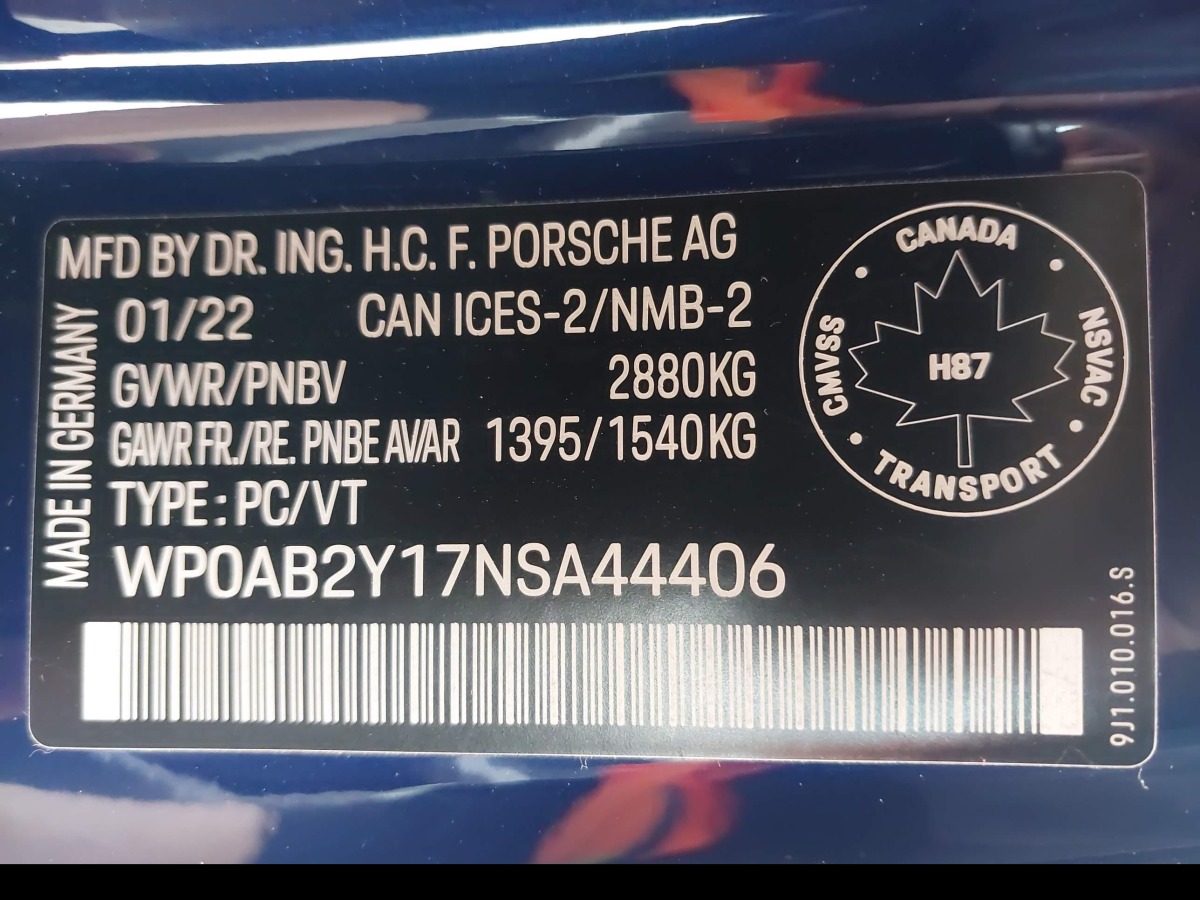 MFD BY DR. ING. H.C. F. PORSCHE AG
01/22 CAN ICES-2/NMB-2
GVWR/PNBV 2880KG
GAWR FR./RE. PNBE AV/AR 1395/1540KG
TYPE: PC/VT
WP0AB2Y17NSA44406
MADE IN GERMANY
CANADA
CMVSS
NSVAC
H87
TRANSPORT
9J1.010.016.S